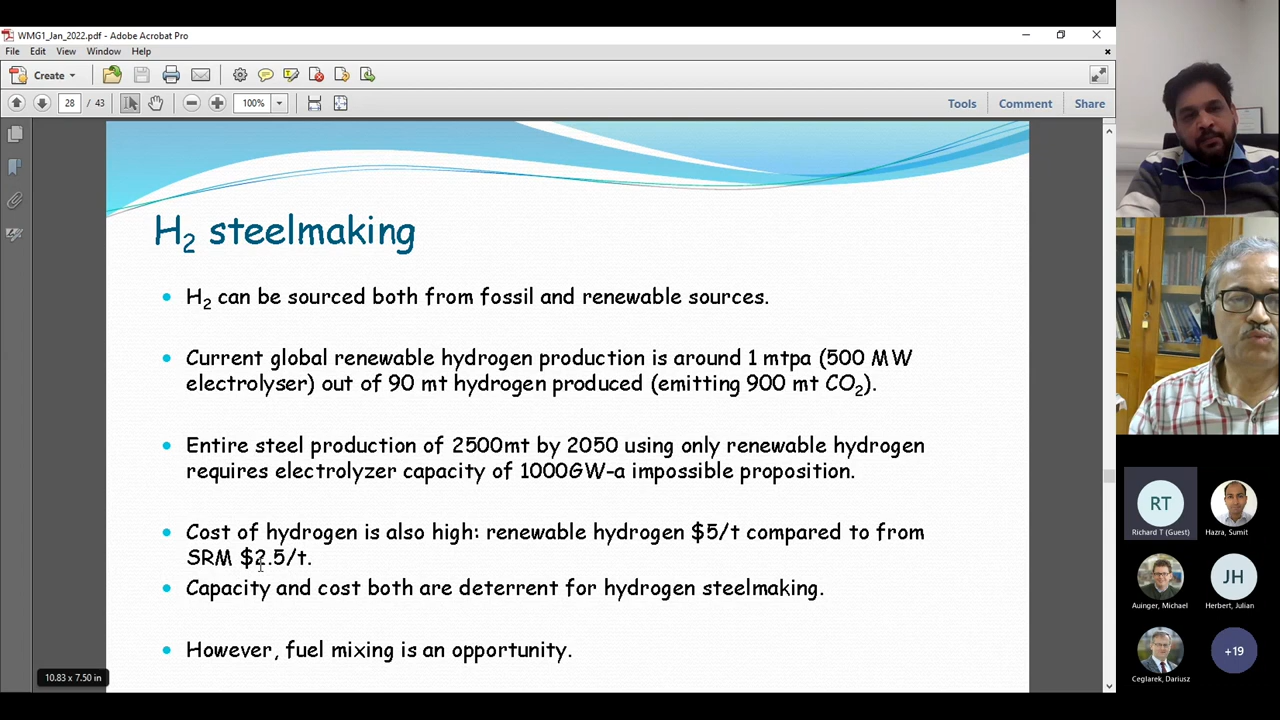 WMG1_Jan_2022.pdf - Adobe Acrobat Pro
File Edit View Window Help
Create
28 / 43
100%
Tools Comment Share
H2 steelmaking
• H2 can be sourced both from fossil and renewable sources.
• Current global renewable hydrogen production is around 1 mtpa (500 MW
electrolyser) out of 90 mt hydrogen produced (emitting 900 mt CO2).
• Entire steel production of 2500mt by 2050 using only renewable hydrogen
requires electrolyzer capacity of 1000GW-a impossible proposition.
• Cost of hydrogen is also high: renewable hydrogen $5/t compared to from
SRM $2.5/t.
• Capacity and cost both are deterrent for hydrogen steelmaking.
• However, fuel mixing is an opportunity.
10.83 x 7.50 in
RT
Richard T (Guest)
Hazra, Sumit
Auinger, Michael
JH
Herbert, Julian
Ceglarek, Dariusz
+19